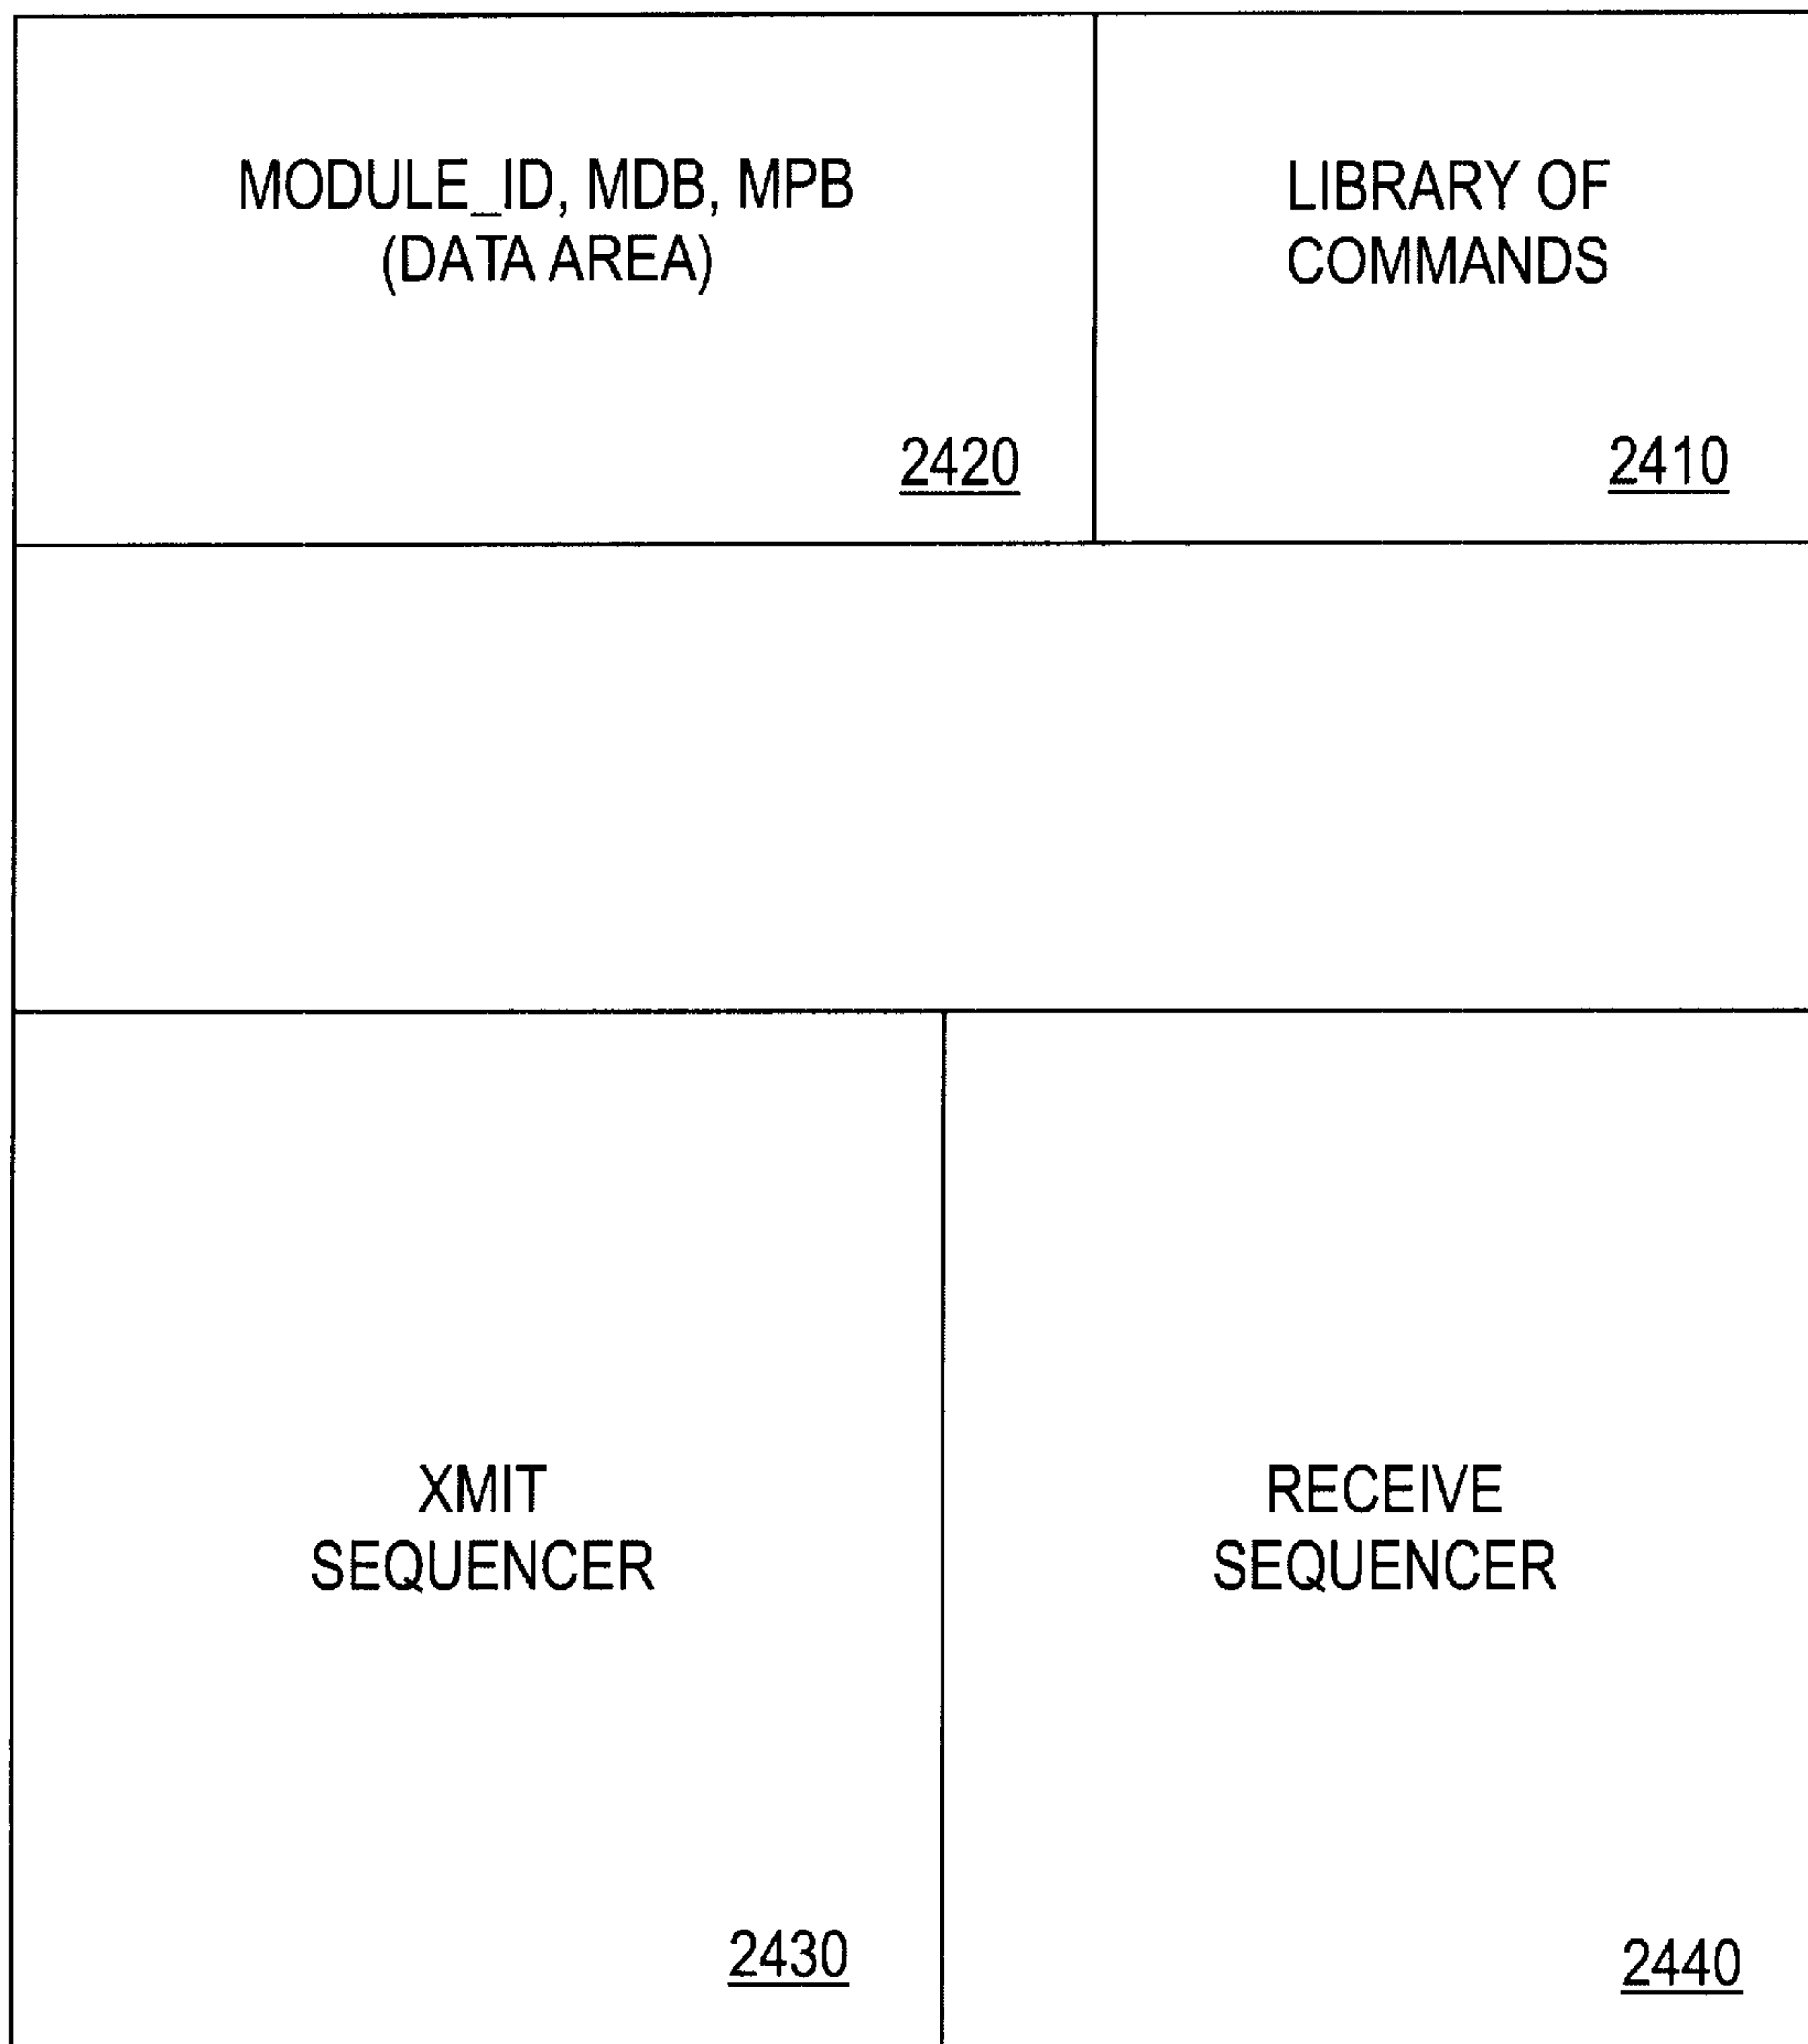 MODULE_ID, MDB, MPB
(DATA AREA)
2420
LIBRARY OF
COMMANDS
2410
XMIT
SEQUENCER
2430
RECEIVE
SEQUENCER
2440